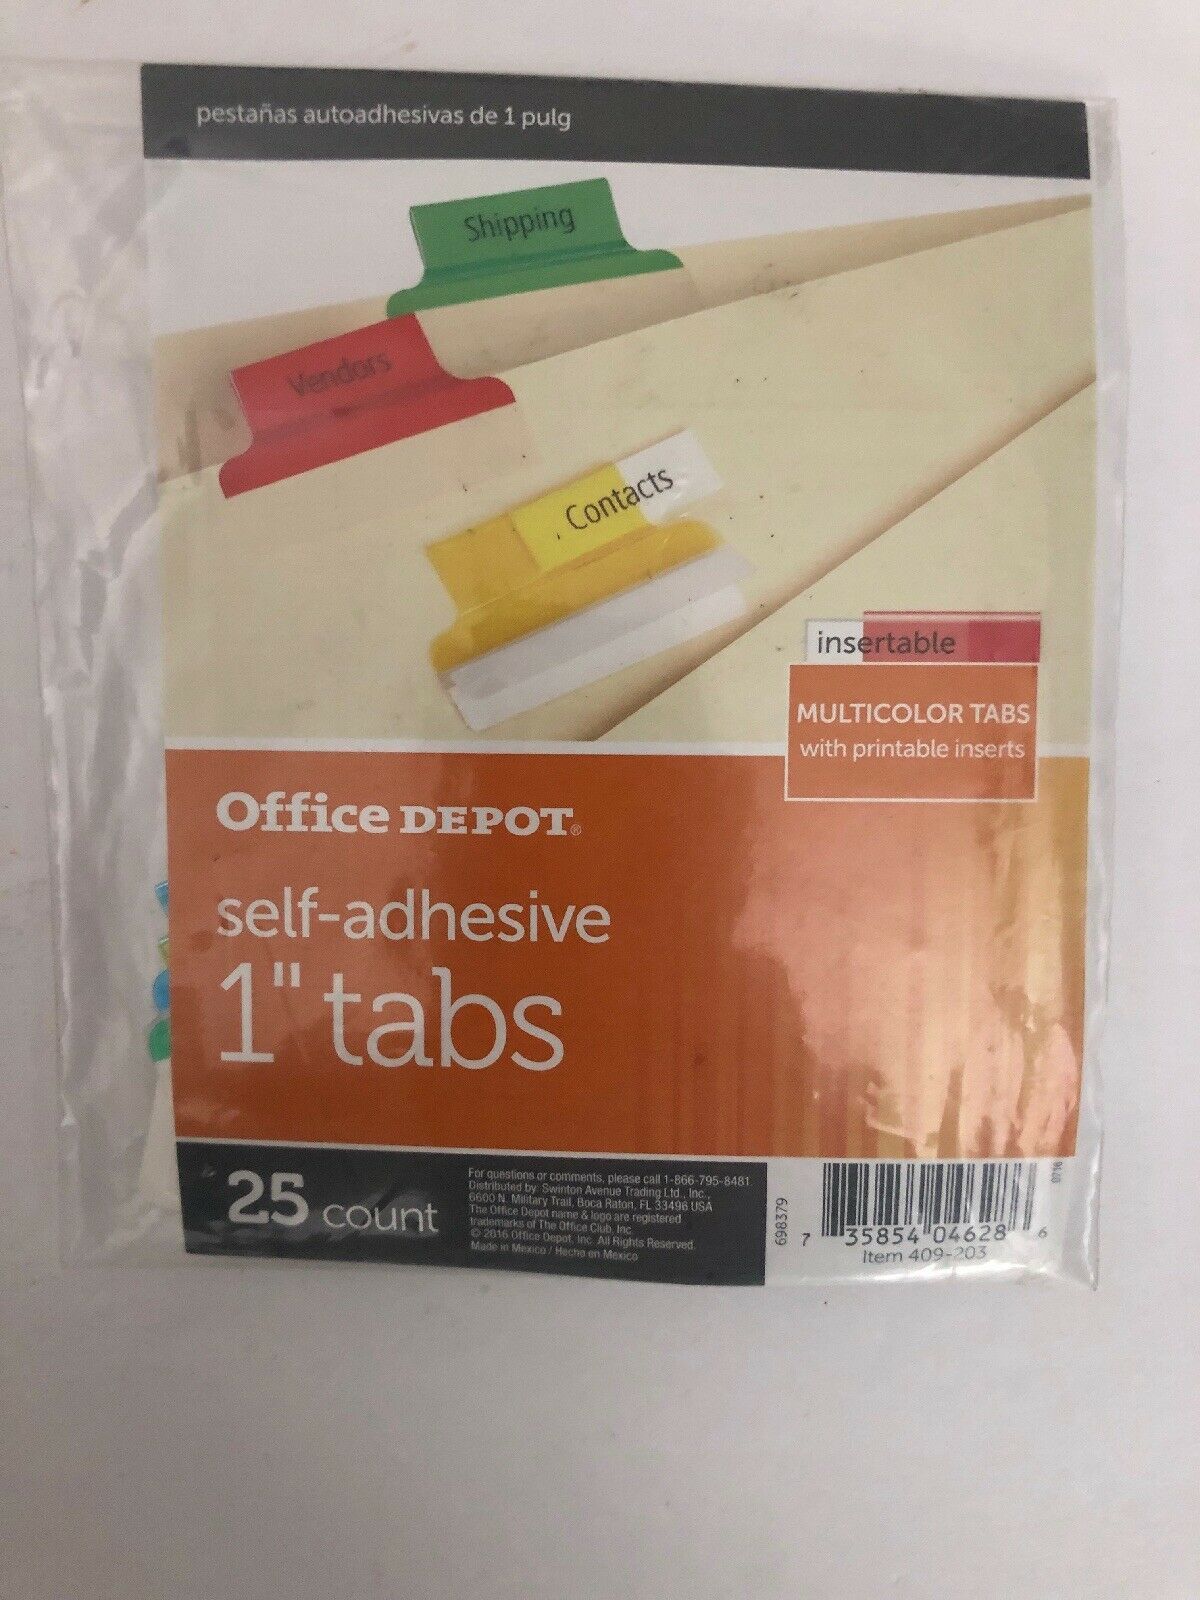 pestañas autoadhesivas de 1 pulg
Shipping
Vendors
Contacts
insertable
MULTICOLOR TABS
with printable inserts
Office DEPOT®
self-adhesive
1" tabs
25 count
For questions or comments, please call 1-866-795-8481
Distributed by: Swinton Avenue Trading Ltd., Inc.,
6600 N. Military Trail, Boca Raton, FL 33496 USA
The Office Depot name & logo are registered
trademarks of The Office Club, Inc.
© 2016 Office Depot, Inc. All Rights Reserved.
Made in Mexico / Hecho en Mexico
698379
0716
7 35854 04628 6
Item 409-203